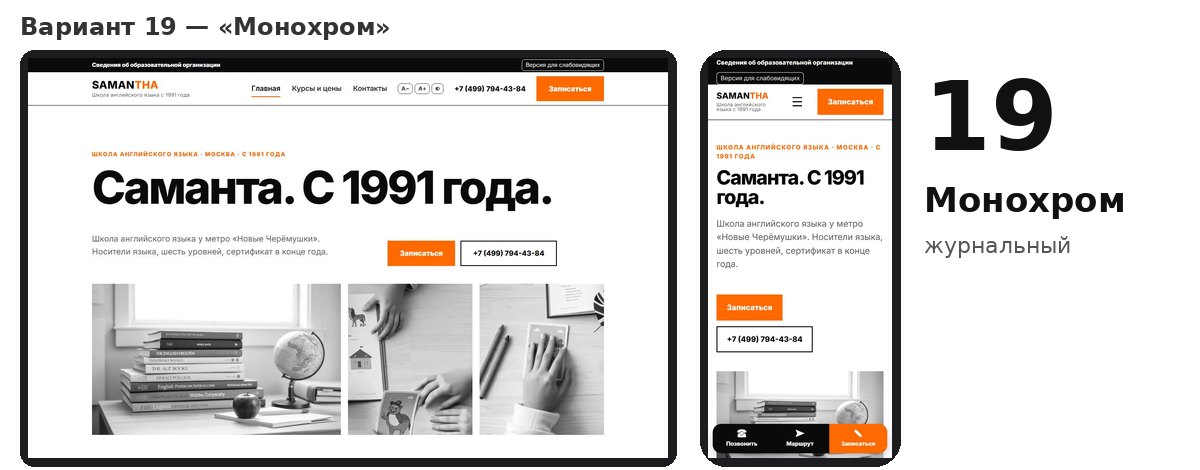 Вариант 19 — «Монохром»
Сведения об образовательной организации
Версия для слабовидящих
SAMANTHA
Школа английского языка с 1991 года
Главная Курсы и цены Контакты A− A+ +7 (499) 794-43-84 Записаться
ШКОЛА АНГЛИЙСКОГО ЯЗЫКА · МОСКВА · С 1991 ГОДА
Саманта. С 1991 года.
Школа английского языка у метро «Новые Черёмушки».
Носители языка, шесть уровней, сертификат в конце года.
Записаться
+7 (499) 794-43-84
THE ALIT BOOKS
English
Сведения об образовательной организации
Версия для слабовидящих
SAMANTHA
Школа английского
языка с 1991 года
☰
Записаться
ШКОЛА АНГЛИЙСКОГО ЯЗЫКА · МОСКВА · С
1991 ГОДА
Саманта. С 1991
года.
Школа английского языка у метро
«Новые Черёмушки». Носители языка,
шесть уровней, сертификат в конце
года.
Записаться
+7 (499) 794-43-84
Позвонить
Маршрут
Записаться
19
Монохром
журнальный